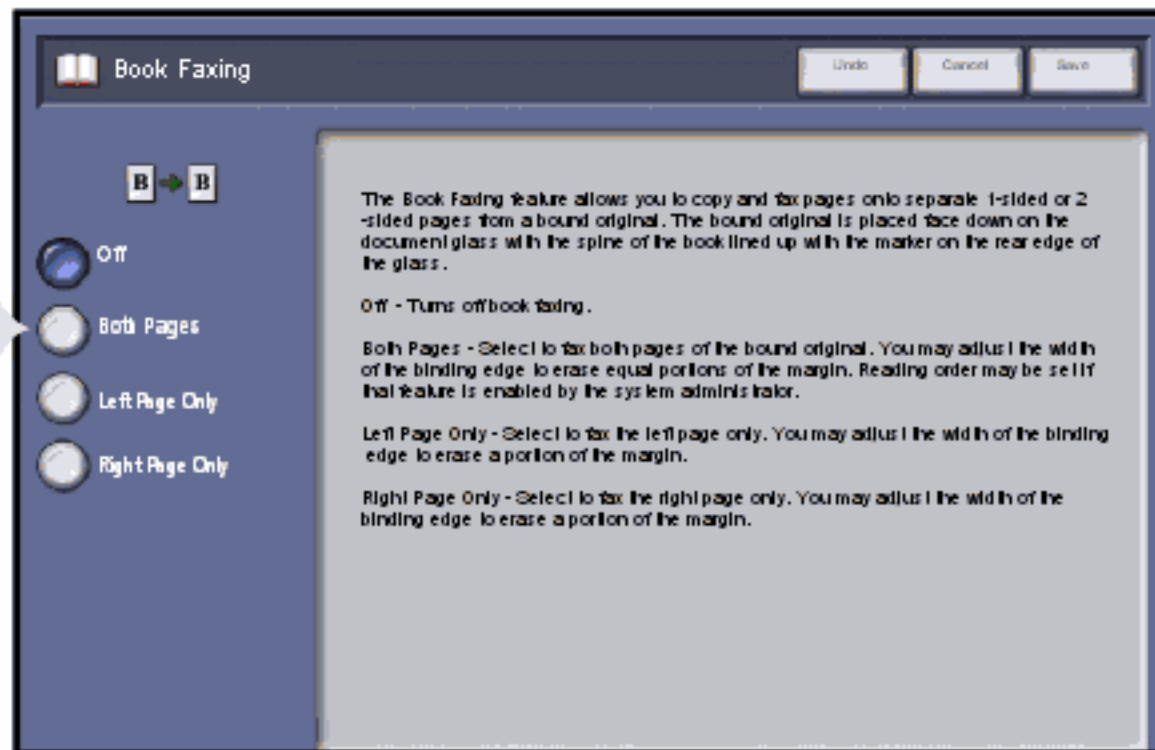 Book Faxing
Undo
Cancel
Save
B B
Off
Both Pages
Left Page Only
Right Page Only
The Book Faxing feature allows you to copy and fax pages onto separate 1-sided or 2
-sided pages from a bound original. The bound original is placed face down on the
document glass with the spine of the book lined up with the marker on the rear edge of
the glass.
Off - Turns off book faxing.
Both Pages - Select to fax both pages of the bound original. You may adjust the width
of the binding edge to erase equal portions of the margin. Reading order may be set if
that feature is enabled by the system administrator.
Left Page Only - Select to fax the left page only. You may adjust the width of the binding
edge to erase a portion of the margin.
Right Page Only - Select to fax the right page only. You may adjust the width of the
binding edge to erase a portion of the margin.